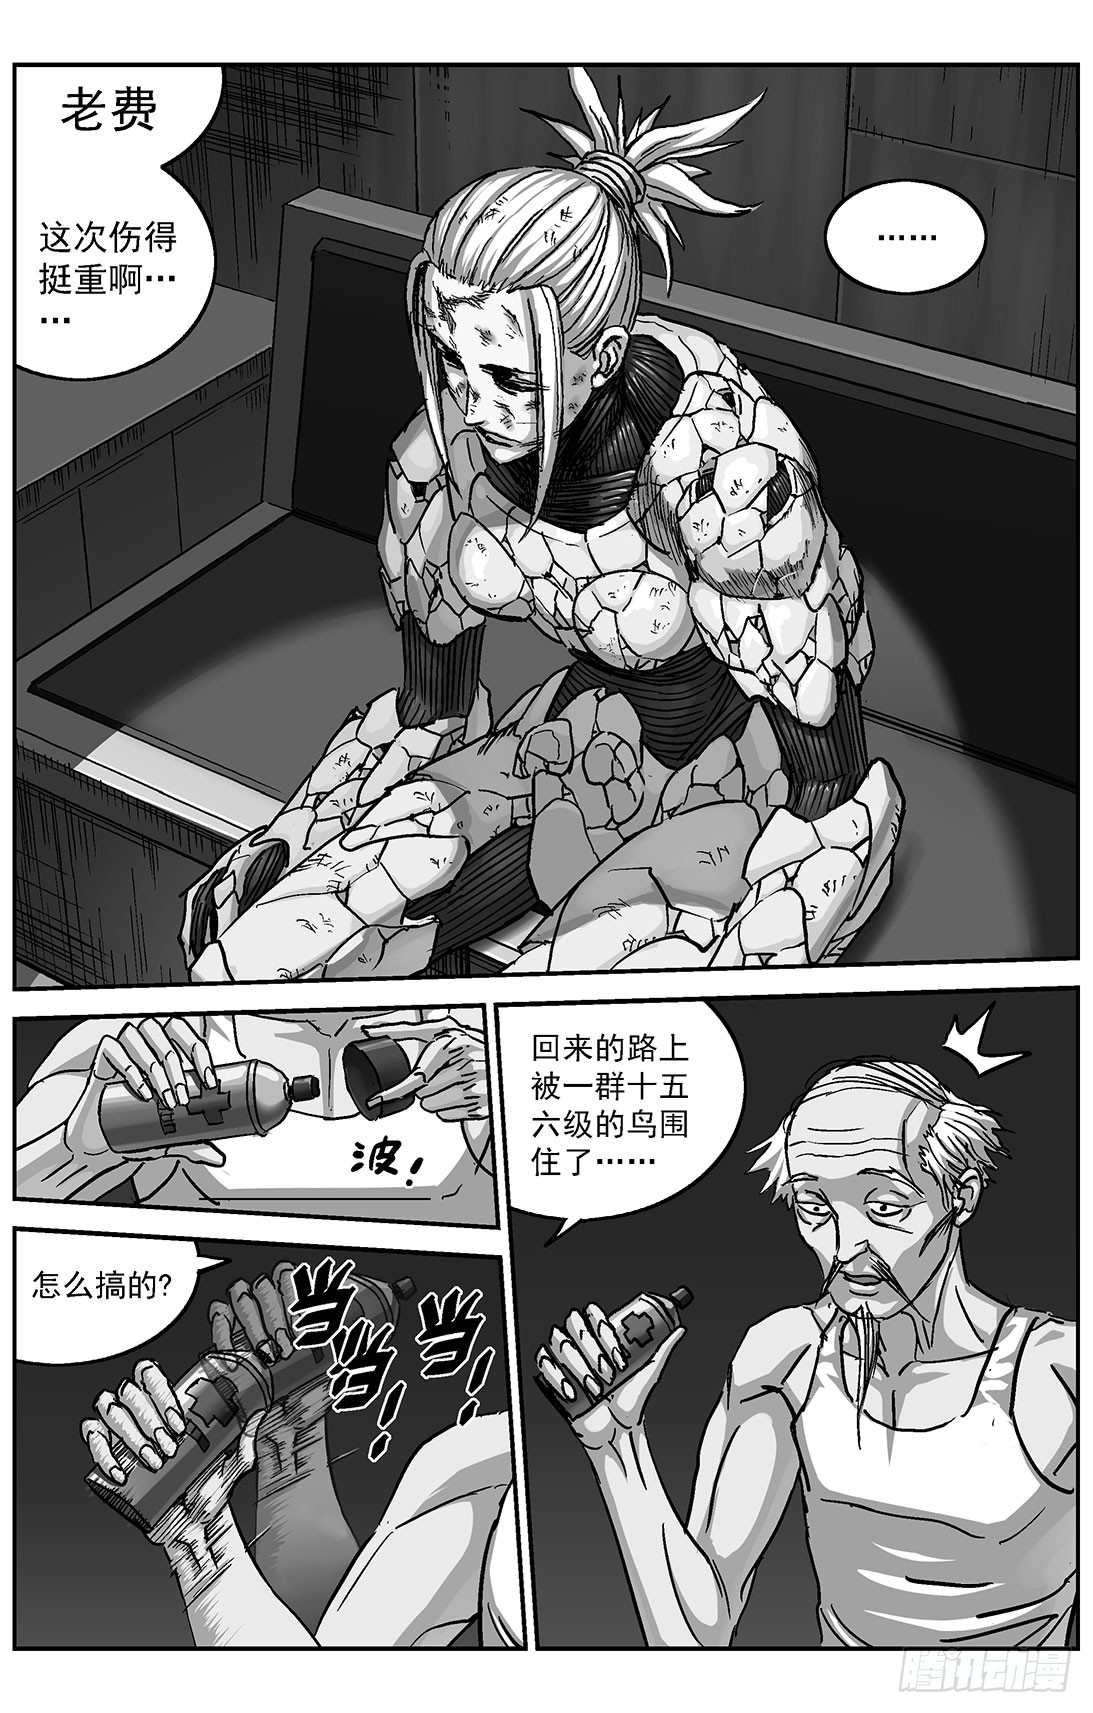 老费
这次伤得
挺重啊…
…
……
波!
怎么搞的?
当
当!
当!
回来的路上
被一群十五
六级的鸟围
住了……
腾讯动漫